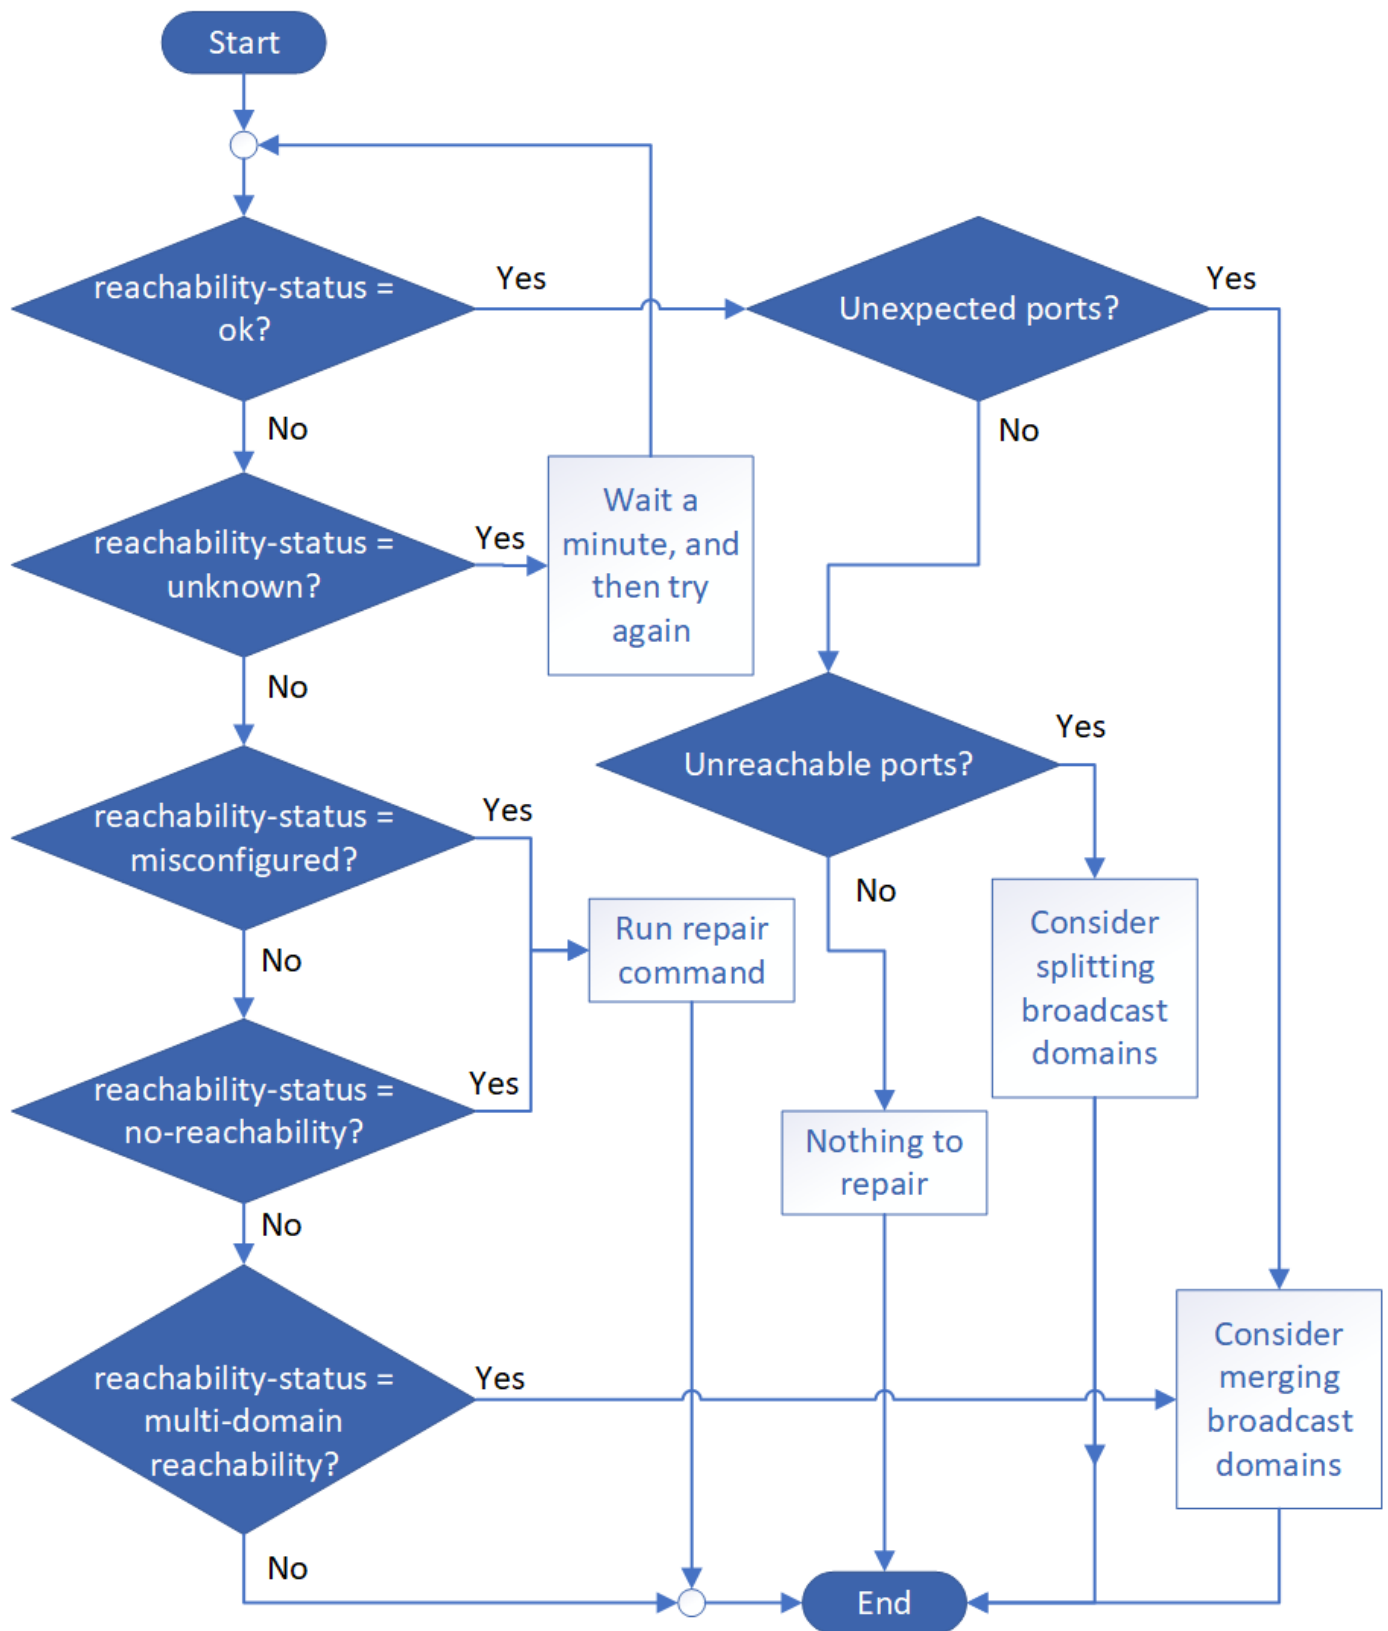 Start
reachability-status =
ok?
Yes
No
Unexpected ports?
Yes
No
reachability-status =
unknown?
Yes
No
Wait a
minute, and
then try
again
Unreachable ports?
Yes
No
reachability-status =
misconfigured?
Yes
No
Run repair
command
Consider
splitting
broadcast
domains
reachability-status =
no-reachability?
Yes
No
Nothing to
repair
reachability-status =
multi-domain
reachability?
Yes
No
Consider
merging
broadcast
domains
End